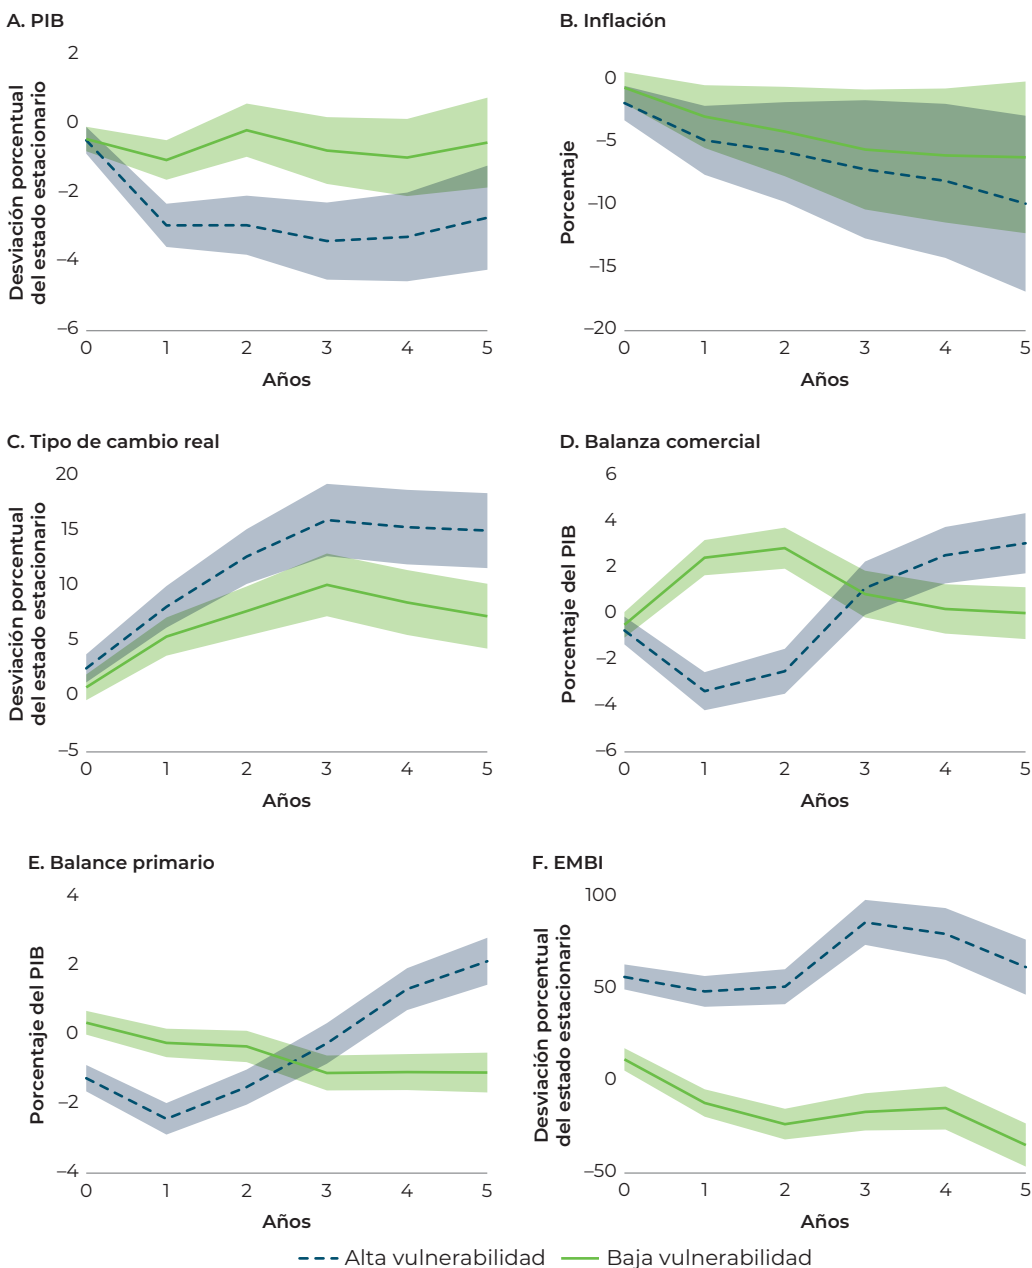 A. PIB
Desviación porcentual
del estado estacionario
2
0
–2
–4
–6
0 1 2 3 4 5
Años
B. Inflación
Porcentaje
0
–5
–10
–15
–20
0 1 2 3 4 5
Años
C. Tipo de cambio real
Desviación porcentual
del estado estacionario
20
15
10
5
0
–5
0 1 2 3 4 5
Años
D. Balanza comercial
Porcentaje del PIB
6
4
2
0
–2
–4
–6
0 1 2 3 4 5
Años
E. Balance primario
Porcentaje del PIB
4
2
0
–2
–4
0 1 2 3 4 5
Años
F. EMBI
Desviación porcentual
del estado estacionario
100
50
0
–50
0 1 2 3 4 5
Años
Alta vulnerabilidad Baja vulnerabilidad